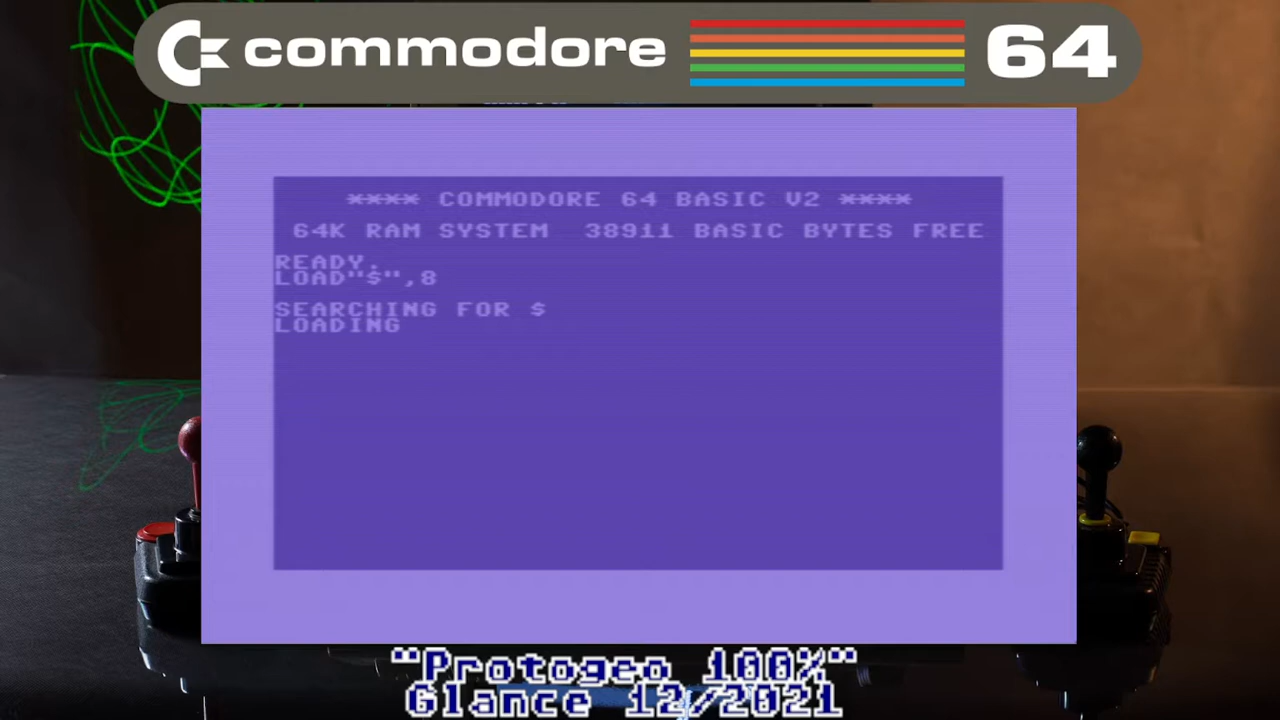 commodore 64
**** COMMODORE 64 BASIC V2 ****
64K RAM SYSTEM  38911 BASIC BYTES FREE
READY.
LOAD"$",8
SEARCHING FOR $
LOADING
"Protogeo 100%"
Glance 12/2021